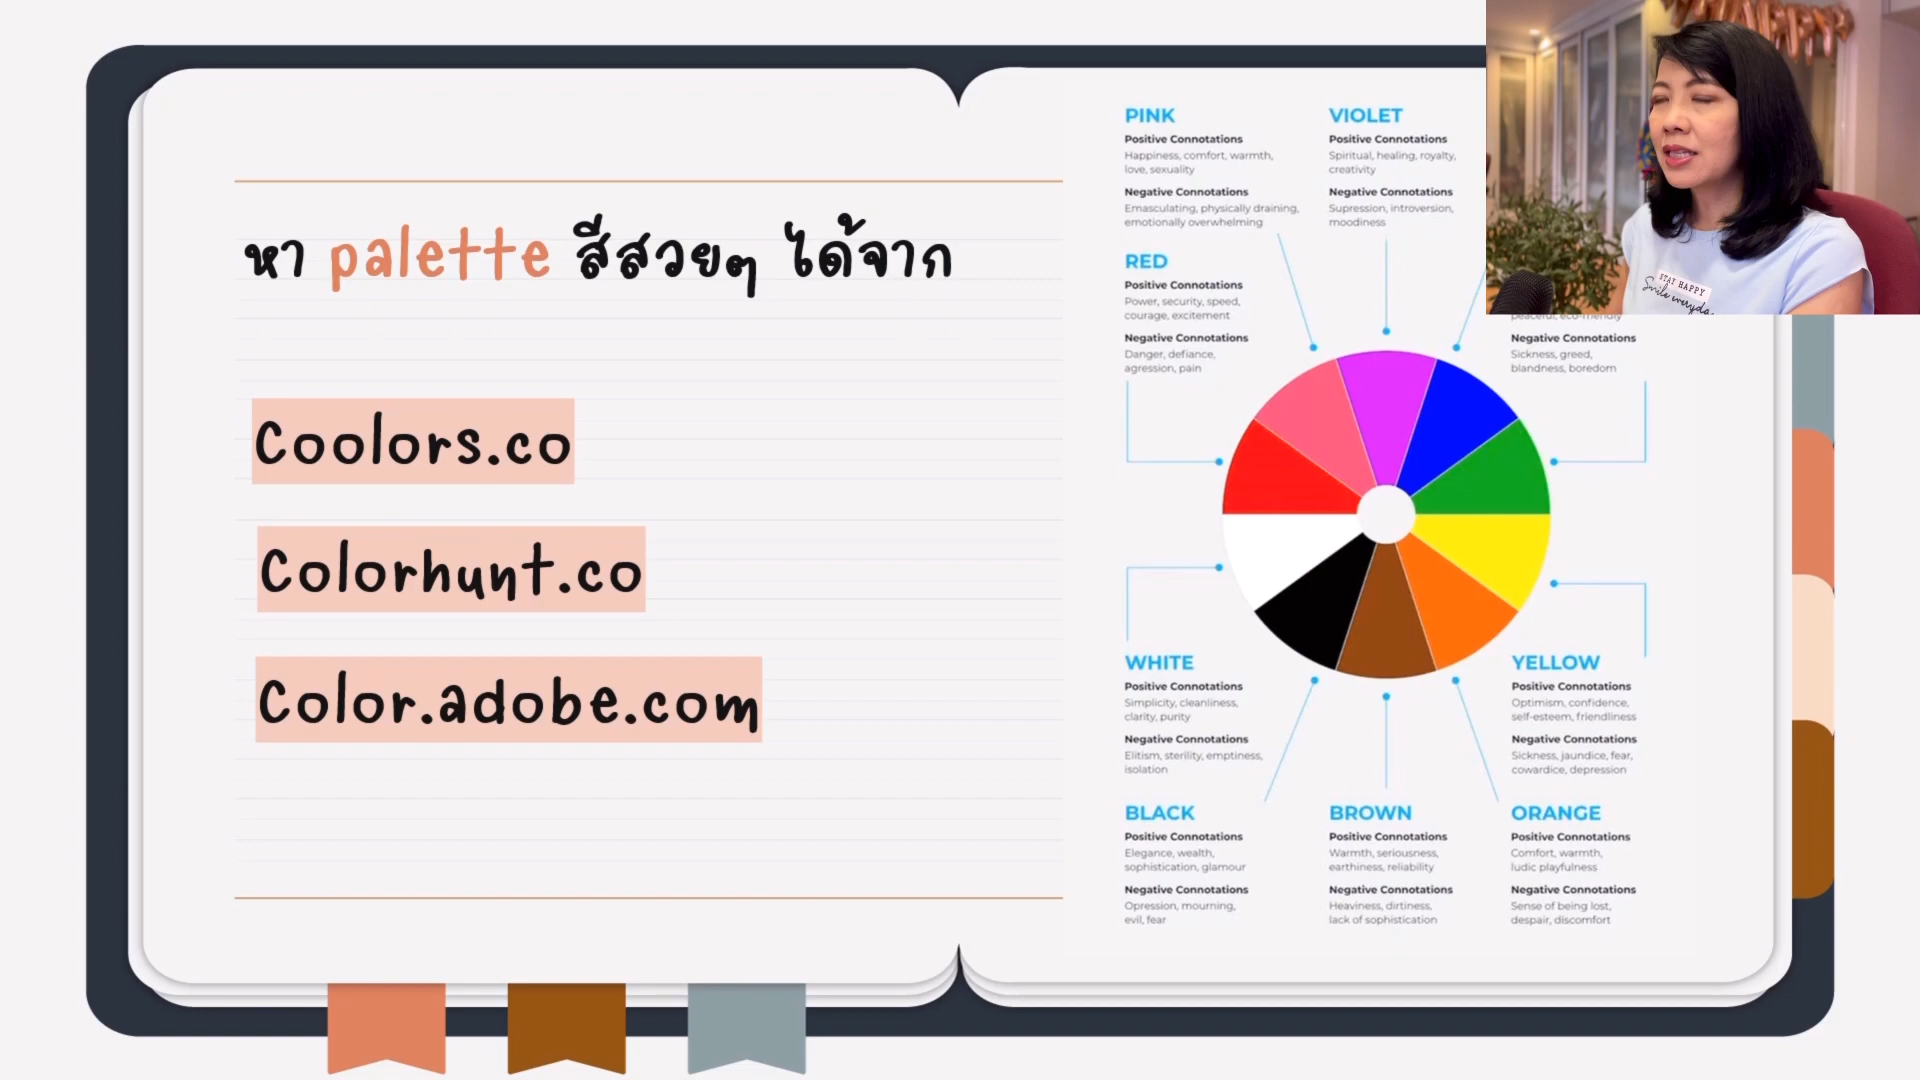 หา palette สีสวยๆ ได้จาก
Coolors.co
Colorhunt.co
Color.adobe.com
PINK
Positive Connotations
Happiness, comfort, warmth,
love, sexuality
Negative Connotations
Emasculating, physically draining,
emotionally overwhelming
VIOLET
Positive Connotations
Spiritual, healing, royalty,
creativity
Negative Connotations
Supression, introversion,
moodiness
RED
Positive Connotations
Power, security, speed,
courage, excitement
Negative Connotations
Danger, defiance,
agression, pain
peaceful, eco-friendly
Negative Connotations
Sickness, greed,
blandness, boredom
WHITE
Positive Connotations
Simplicity, cleanliness,
clarity, purity
Negative Connotations
Elitism, sterility, emptiness,
isolation
YELLOW
Positive Connotations
Optimism, confidence,
self-esteem, friendliness
Negative Connotations
Sickness, jaundice, fear,
cowardice, depression
BLACK
Positive Connotations
Elegance, wealth,
sophistication, glamour
Negative Connotations
Opression, mourning,
evil, fear
BROWN
Positive Connotations
Warmth, seriousness,
earthiness, reliability
Negative Connotations
Heaviness, dirtiness,
lack of sophistication
ORANGE
Positive Connotations
Comfort, warmth,
ludic playfulness
Negative Connotations
Sense of being lost,
despair, discomfort
STAY HAPPY
Smile everyday